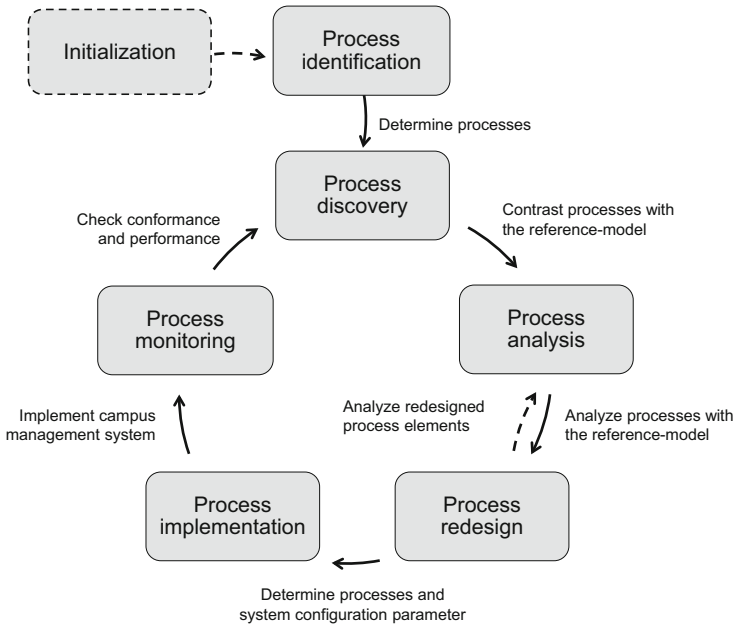 Initialization
Process
identification
Determine processes
Process
discovery
Check conformance
and performance
Contrast processes with
the reference-model
Process
monitoring
Process
analysis
Implement campus
management system
Analyze redesigned
process elements
Analyze processes with
the reference-model
Process
implementation
Process
redesign
Determine processes and
system configuration parameter